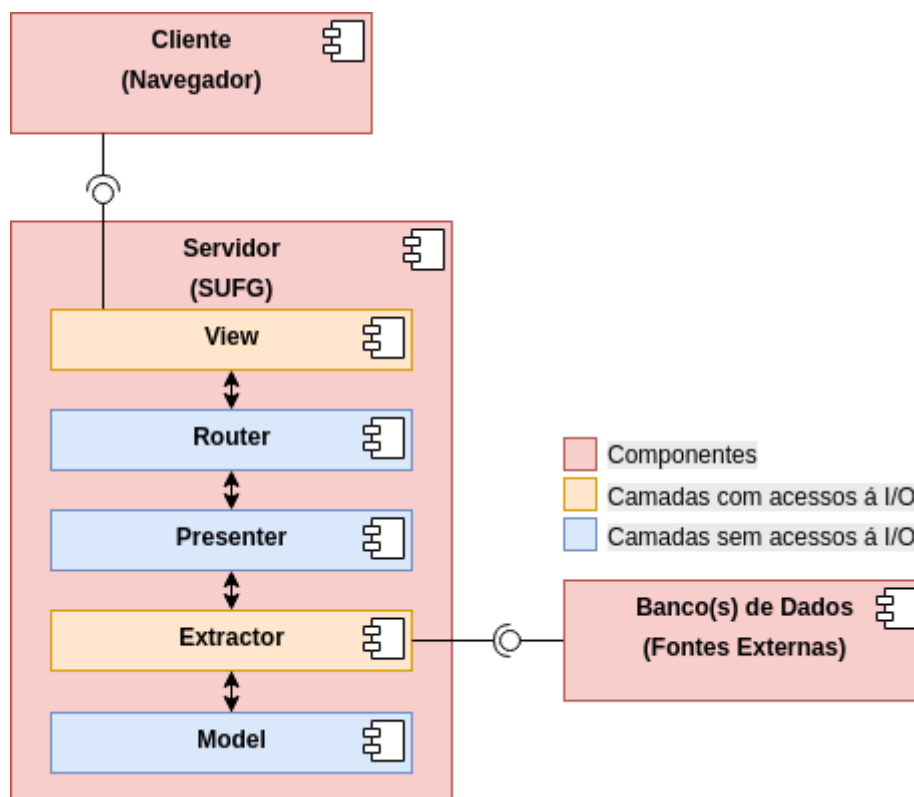 Cliente
(Navegador)
Servidor
(SUFG)
View
Router
Presenter
Extractor
Model
Componentes
Camadas com acessos á I/O
Camadas sem acessos á I/O
Banco(s) de Dados
(Fontes Externas)